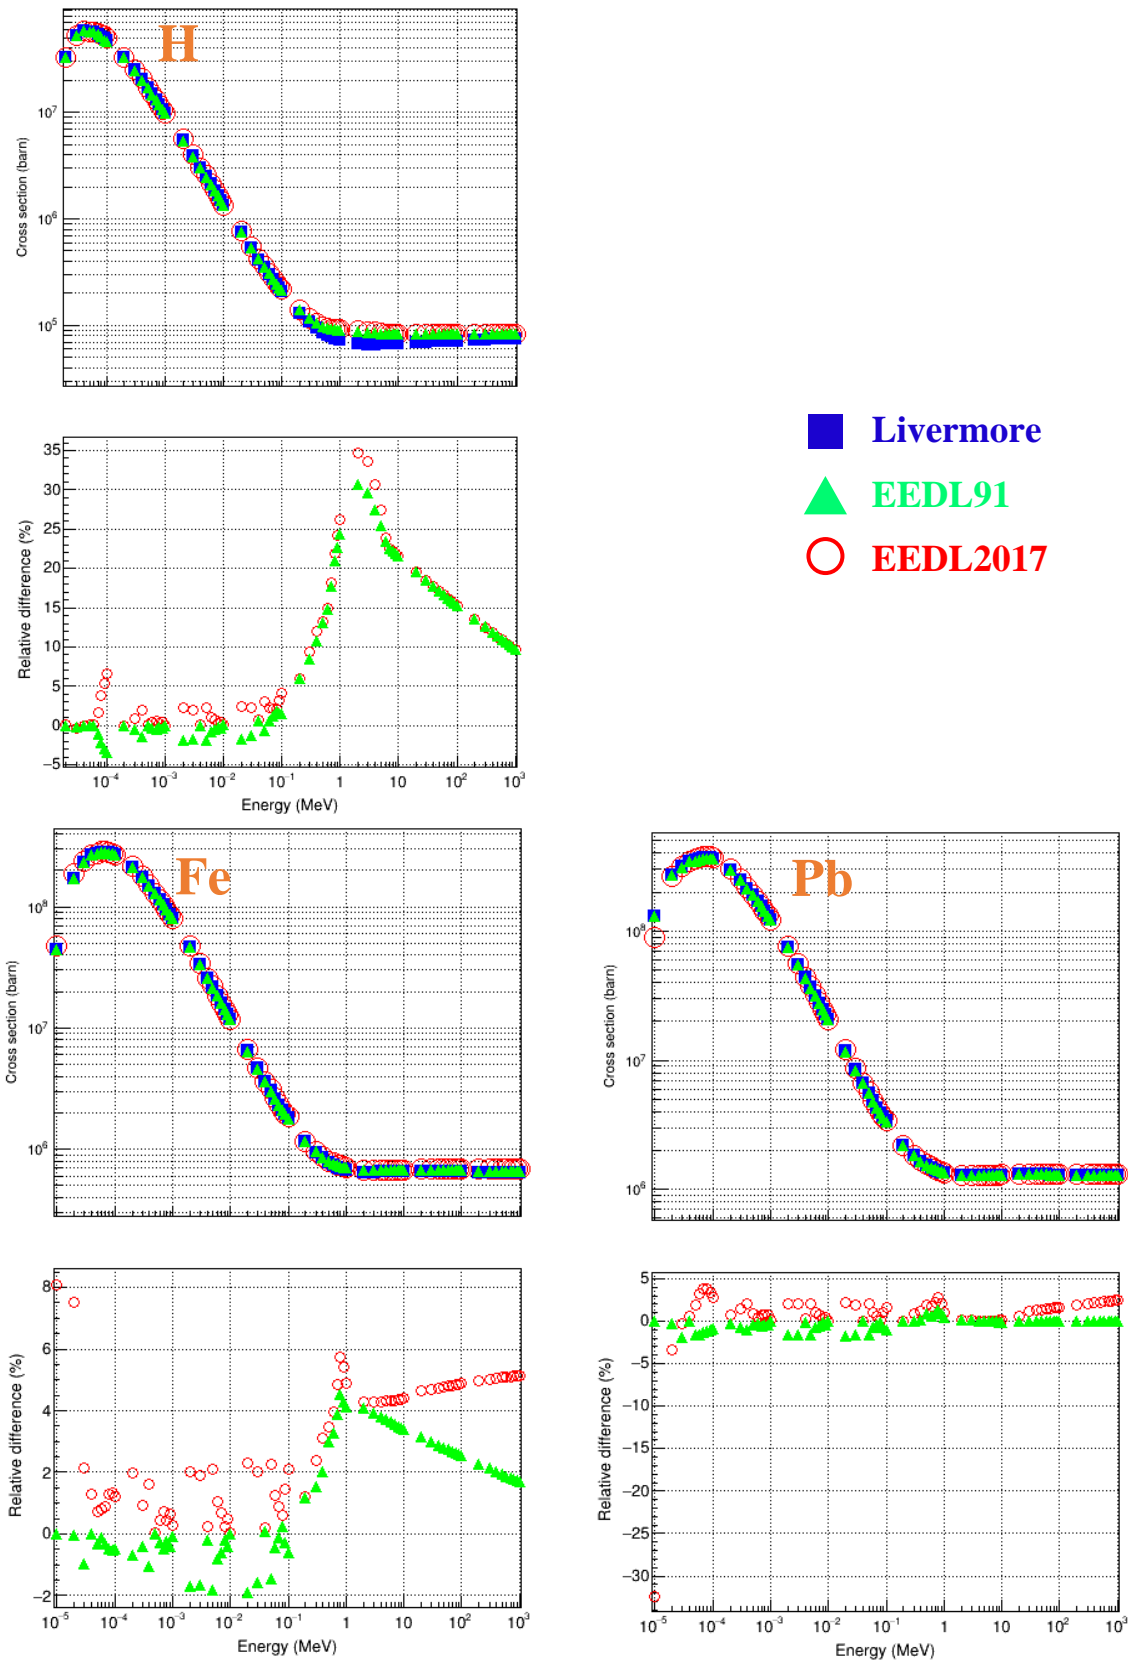 H
10⁷
10⁶
10⁵
Cross section (barn)
35
30
25
20
15
10
5
0
−5
Relative difference (%)
10⁻⁴ 10⁻³ 10⁻² 10⁻¹ 1 10 10² 10³
Energy (MeV)
Livermore
EEDL91
EEDL2017
Fe
10⁸
10⁷
10⁶
Cross section (barn)
8
6
4
2
0
−2
Relative difference (%)
10⁻⁵ 10⁻⁴ 10⁻³ 10⁻² 10⁻¹ 1 10 10² 10³
Energy (MeV)
Pb
10⁸
10⁷
10⁶
Cross section (barn)
5
0
−5
−10
−15
−20
−25
−30
Relative difference (%)
10⁻⁵ 10⁻⁴ 10⁻³ 10⁻² 10⁻¹ 1 10 10² 10³
Energy (MeV)